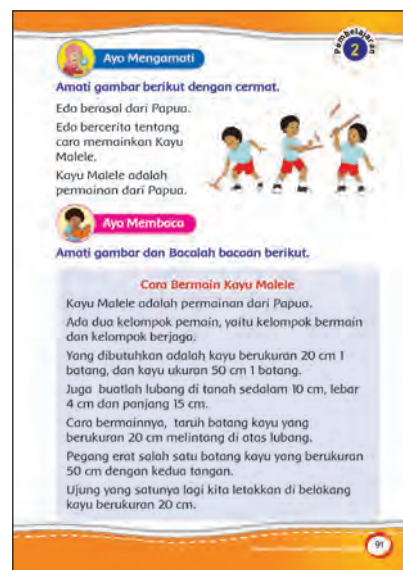 Pembelajaran
2
Ayo Mengamati
Amati gambar berikut dengan cermat.
Edo berasal dari Papua.
Edo bercerita tentang
cara memainkan Kayu
Malele.
Kayu Malele adalah
permainan dari Papua.
Ayo Membaca
Amati gambar dan Bacalah bacaan berikut.
Cara Bermain Kayu Malele
Kayu Malele adalah permainan dari Papua.
Ada dua kelompok pemain, yaitu kelompok bermain
dan kelompok berjaga.
Yang dibutuhkan adalah kayu berukuran 20 cm 1
batang, dan kayu ukuran 50 cm 1 batang.
Juga buatlah lubang di tanah sedalam 10 cm, lebar
4 cm dan panjang 15 cm.
Cara bermainnya, taruh batang kayu yang
berukuran 20 cm melintang di atas lubang.
Pegang erat salah satu batang kayu yang berukuran
50 cm dengan kedua tangan.
Ujung yang satunya lagi kita letakkan di belakang
kayu berukuran 20 cm.
91